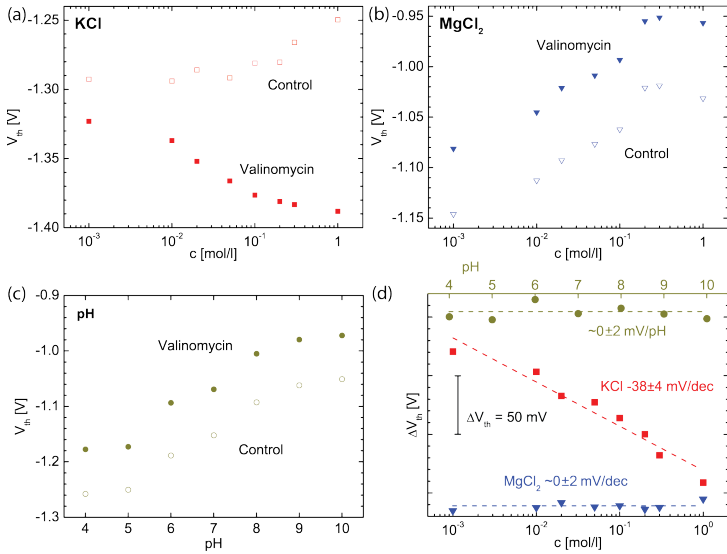 (a)
KCl
Control
Valinomycin
V_th [V]
-1.25
-1.30
-1.35
-1.40
10⁻³
10⁻²
10⁻¹
1
c [mol/l]
(b)
MgCl₂
Valinomycin
Control
V_th [V]
-0.95
-1.00
-1.05
-1.10
-1.15
10⁻³
10⁻²
10⁻¹
1
c [mol/l]
(c)
pH
Valinomycin
Control
V_th [V]
-0.9
-1.0
-1.1
-1.2
-1.3
4 5 6 7 8 9 10
pH
(d)
pH
4 5 6 7 8 9 10
~0±2 mV/pH
KCl -38±4 mV/dec
ΔV_th = 50 mV
MgCl₂ ~0±2 mV/dec
ΔV_th [V]
10⁻³
10⁻²
10⁻¹
10⁰
c [mol/l]